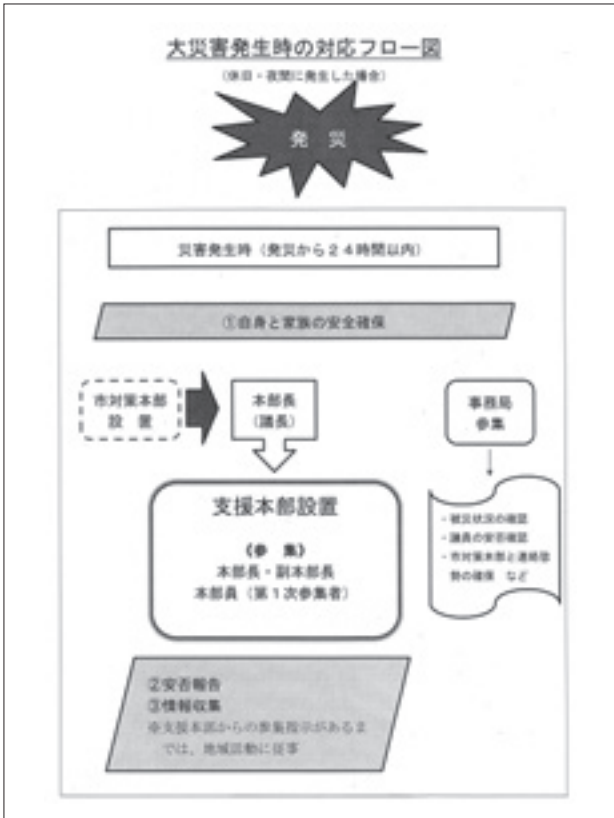 大災害発生時の対応フロー図
(休日・夜間に発生した場合)
発 災
災害発生時(発災から24時間以内)
①自身と家族の安全確保
市対策本部
設 置
本部長
(議長)
事務局
参集
支援本部設置
《参 集》
本部長・副本部長
本部員(第1次参集者)
・被災状況の確認
・議員の安否確認
・市対策本部と連絡態
勢の確保 など
②安否報告
③情報収集
※支援本部からの参集指示があるま
では、地域活動に従事